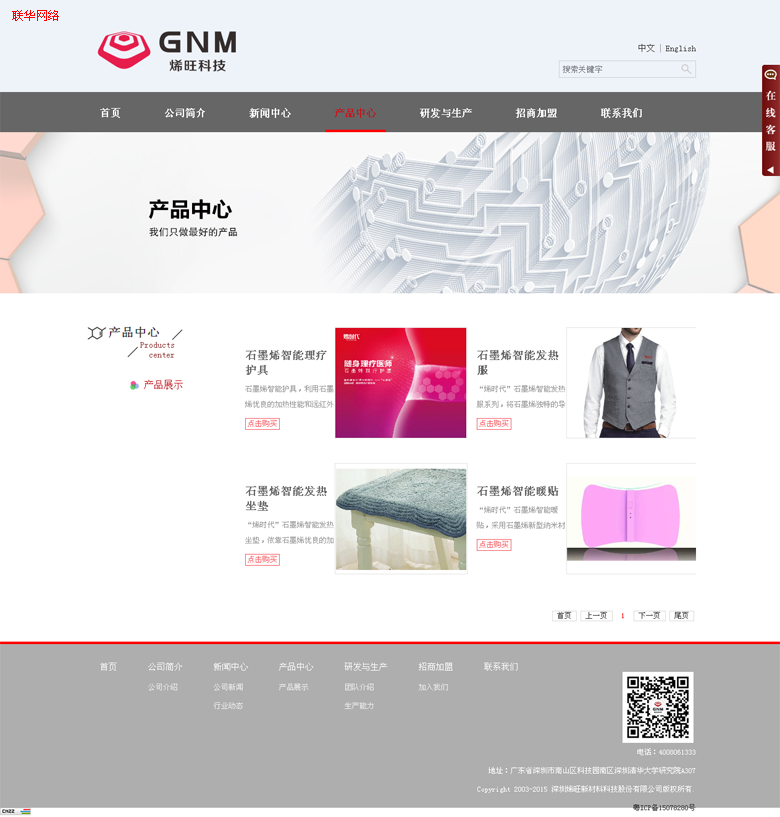 联华网络
GNM
烯旺科技
中文 | English
搜索关键字
首页 公司简介 新闻中心 产品中心 研发与生产 招商加盟 联系我们
在线客服
产品中心
我们只做最好的产品
产品中心
Products
center
产品展示
石墨烯智能理疗
护具
石墨烯智能护具，利用石墨
烯优良的加热性能和远红外
点击购买
随身理疗医师
石墨烯智能发热
服
“烯时代”石墨烯智能发热
服系列，将石墨烯独特的导
点击购买
石墨烯智能发热
坐垫
“烯时代”石墨烯智能发热
坐垫，依靠石墨烯优良的加
点击购买
石墨烯智能暖贴
“烯时代”石墨烯智能暖
贴，采用石墨烯新型纳米材
点击购买
首页 上一页 1 下一页 尾页
首页 公司简介 新闻中心 产品中心 研发与生产 招商加盟 联系我们
公司介绍 公司新闻 产品展示 团队介绍 加入我们
行业动态 生产能力
电话：4008061333
地址：广东省深圳市南山区科技园南区深圳清华大学研究院A307
Copyright 2003-2015 深圳烯旺新材料科技股份有限公司版权所有.
粤ICP备15078280号
CNZZ